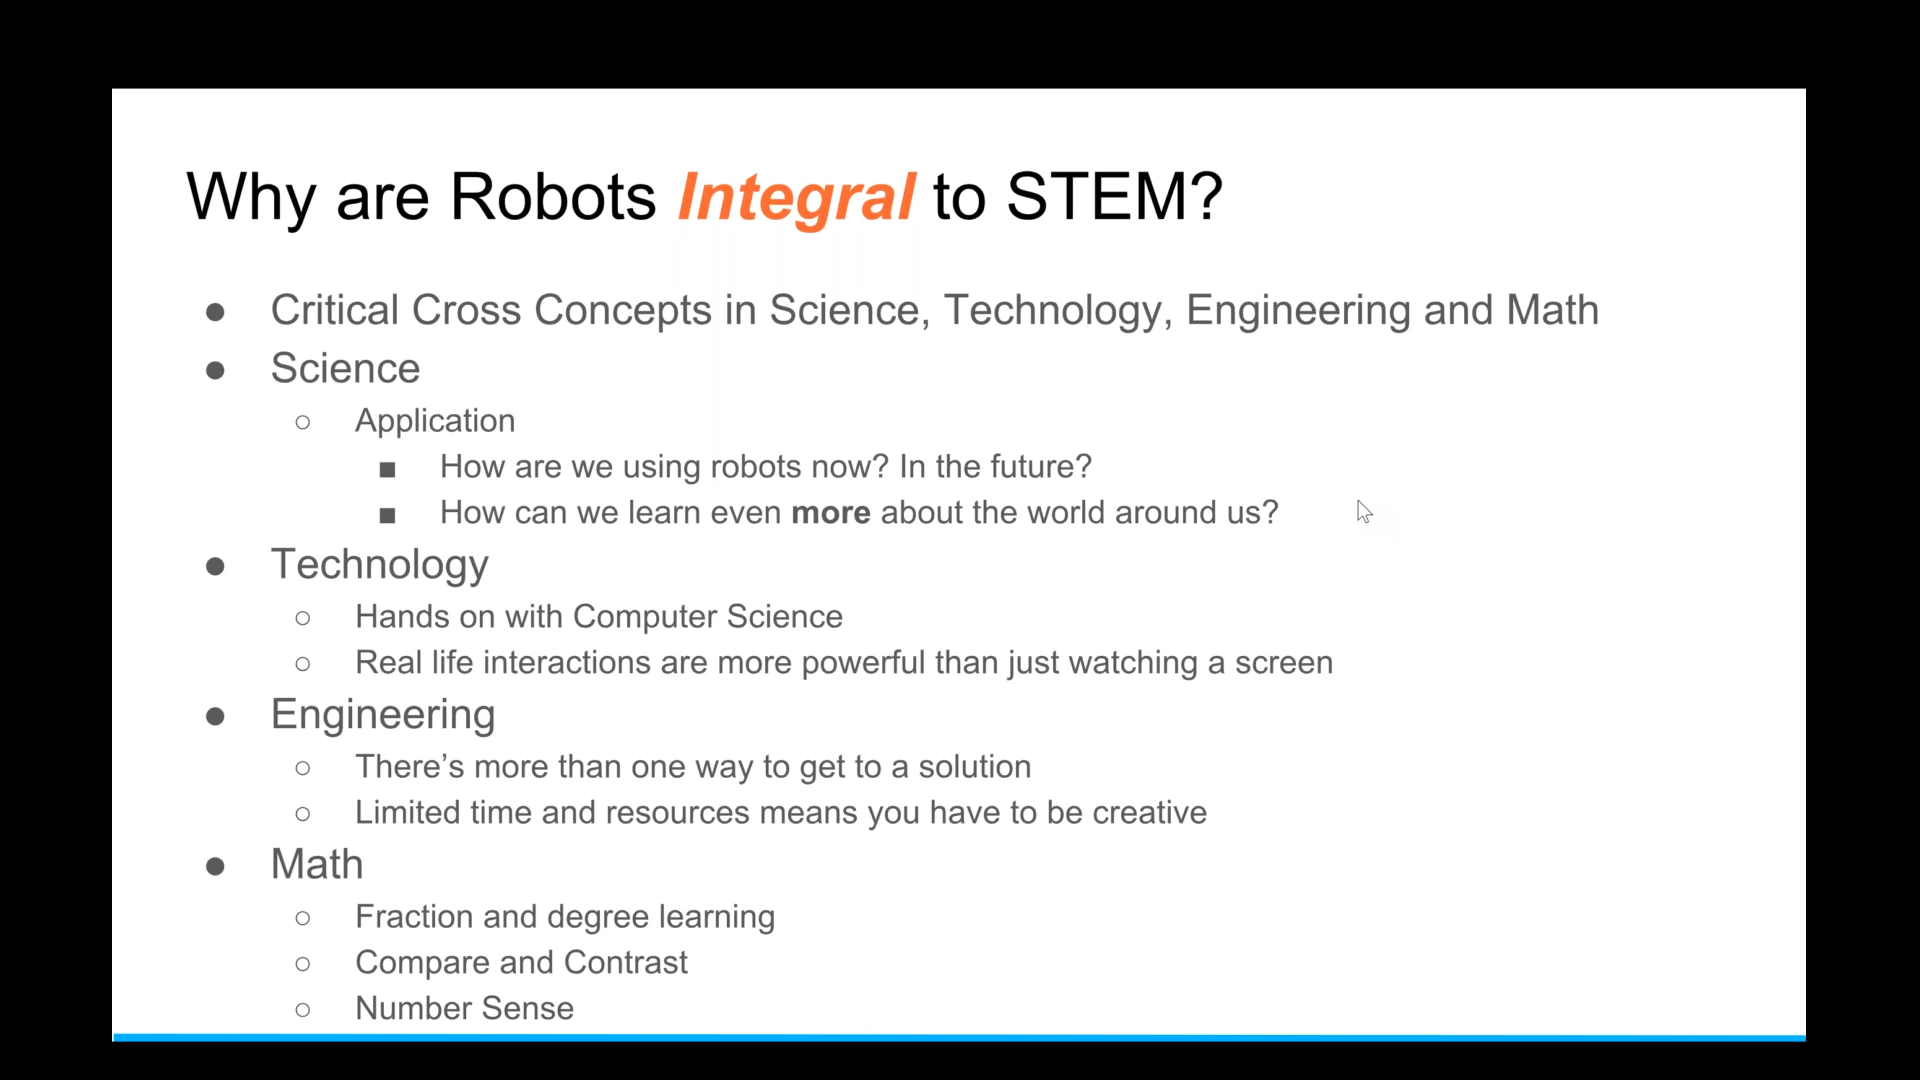 Why are Robots Integral to STEM?
● Critical Cross Concepts in Science, Technology, Engineering and Math
● Science
○ Application
■ How are we using robots now? In the future?
■ How can we learn even more about the world around us?
● Technology
○ Hands on with Computer Science
○ Real life interactions are more powerful than just watching a screen
● Engineering
○ There’s more than one way to get to a solution
○ Limited time and resources means you have to be creative
● Math
○ Fraction and degree learning
○ Compare and Contrast
○ Number Sense